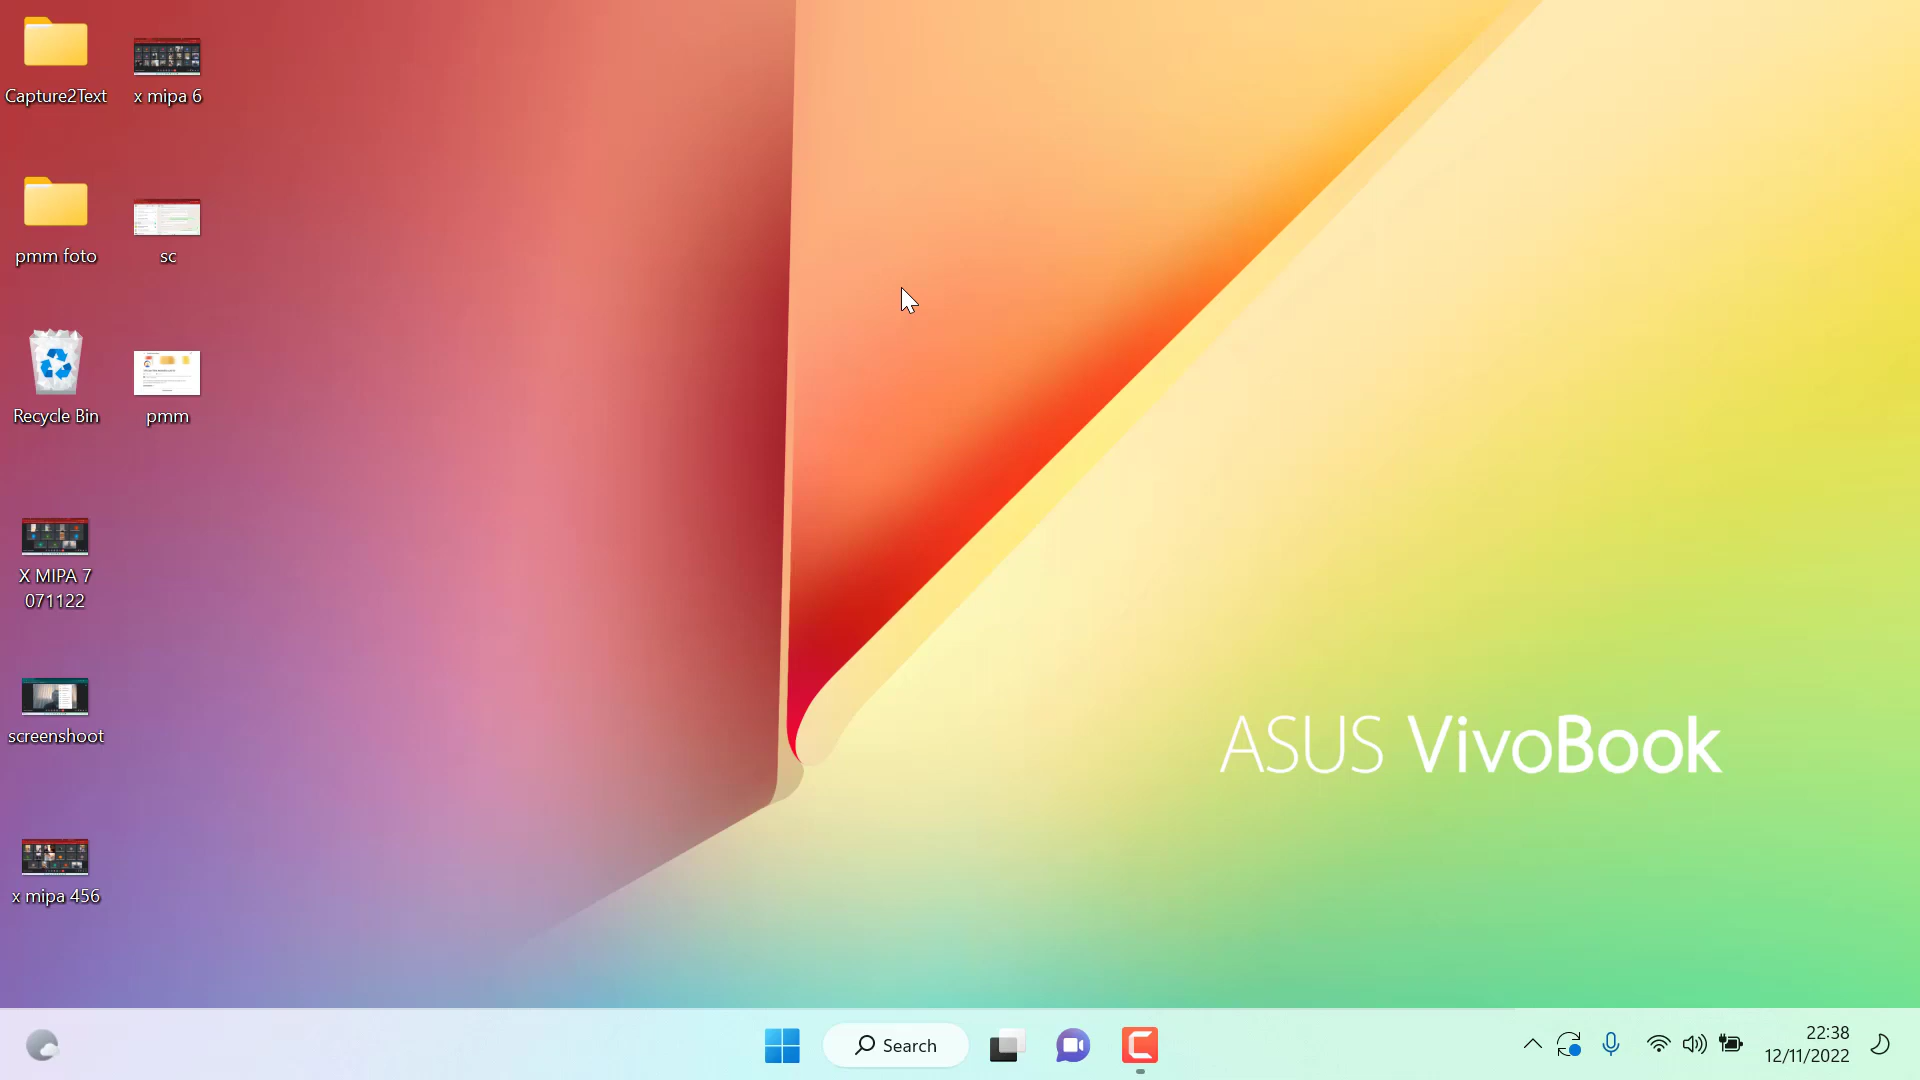 Capture2Text
x mipa 6
pmm foto
sc
Recycle Bin
pmm
X MIPA 7
071122
screenshoot
x mipa 456
ASUS VivoBook
Search
22:38
12/11/2022